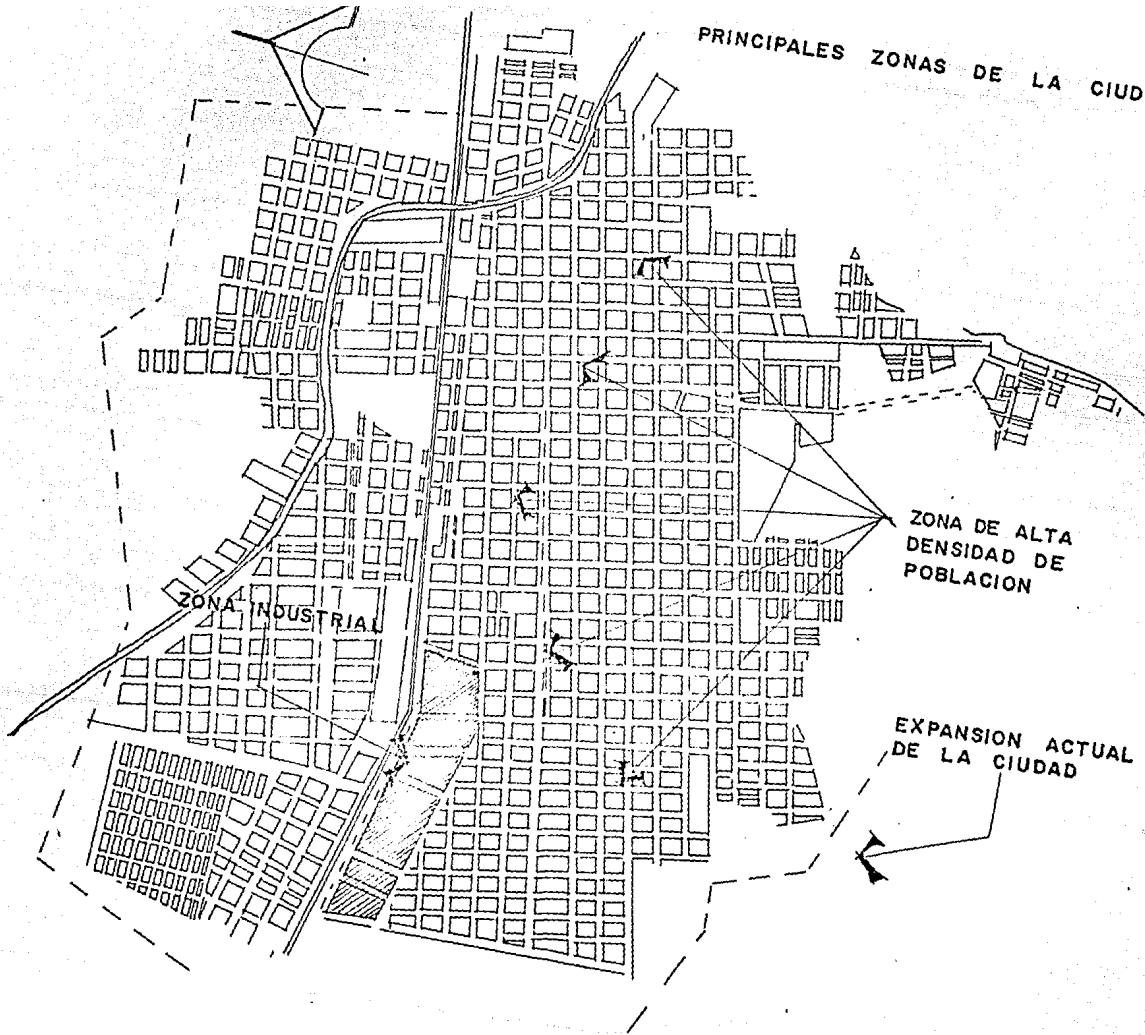 PRINCIPALES ZONAS DE LA CIUD
ZONA DE ALTA
DENSIDAD DE
POBLACION
ZONA INDUSTRIAL
EXPANSION ACTUAL
DE LA CIUDAD